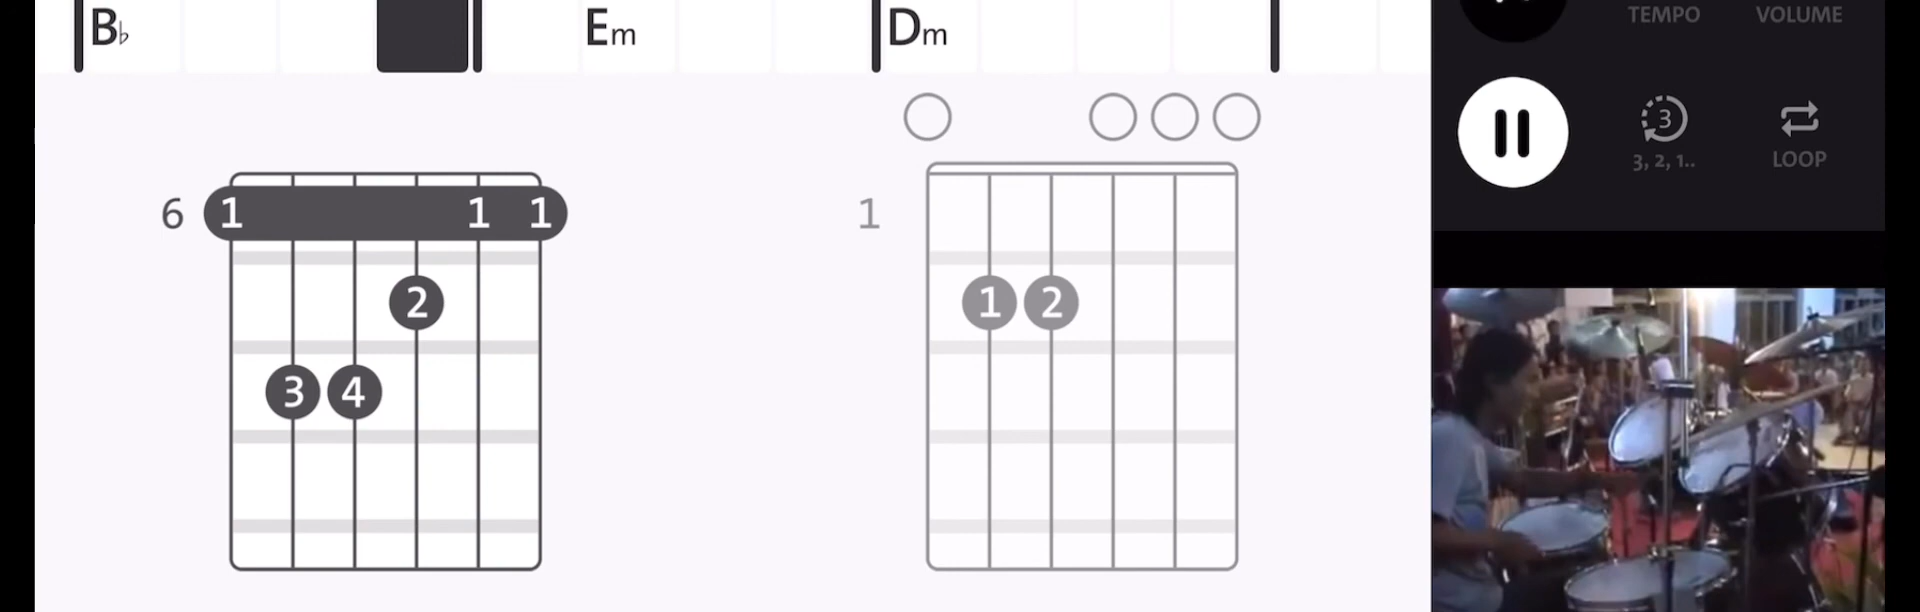 B♭ Em Dm
TEMPO VOLUME
3
3, 2, 1.. LOOP
6 1 1 1
2
3 4
1
1 2